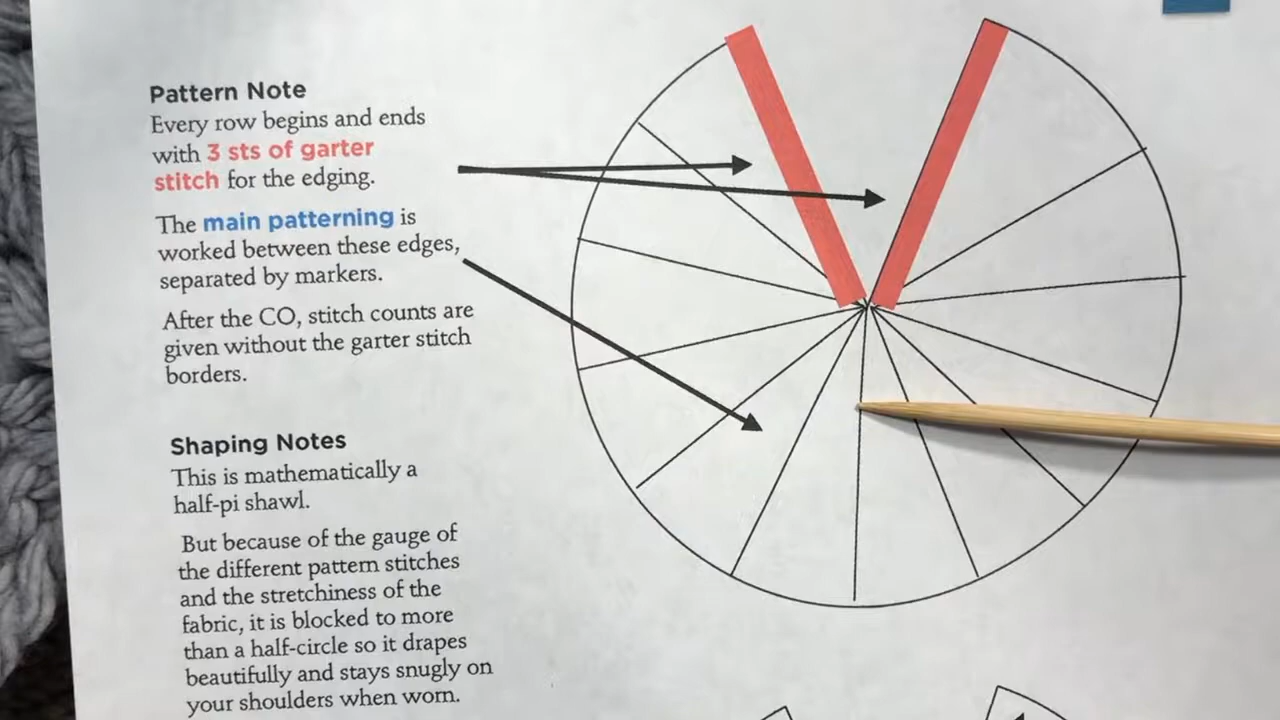 Pattern Note
Every row begins and ends
with 3 sts of garter
stitch for the edging.
The main patterning is
worked between these edges,
separated by markers.
After the CO, stitch counts are
given without the garter stitch
borders.
Shaping Notes
This is mathematically a
half-pi shawl.
But because of the gauge of
the different pattern stitches
and the stretchiness of the
fabric, it is blocked to more
than a half-circle so it drapes
beautifully and stays snugly on
your shoulders when worn.